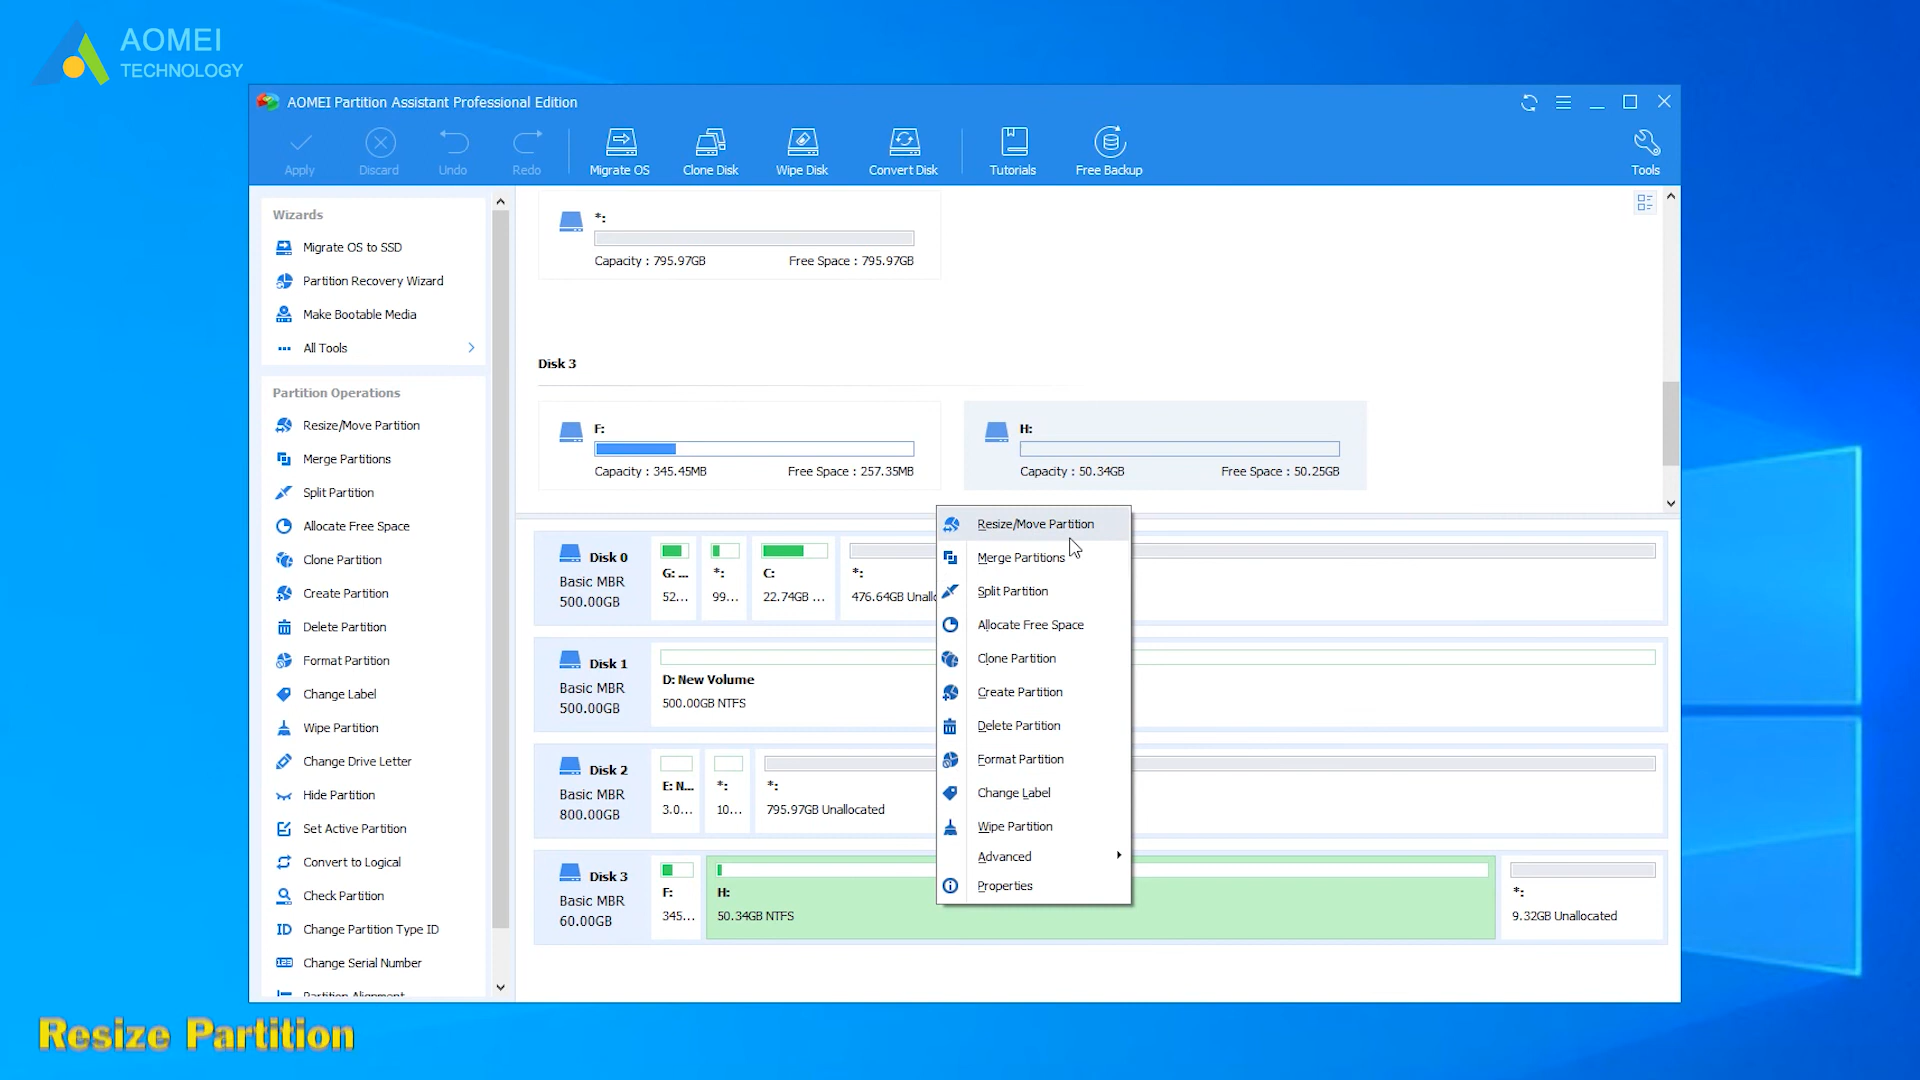 AOMEI
TECHNOLOGY
AOMEI Partition Assistant Professional Edition
Apply
Discard
Undo
Redo
Migrate OS
Clone Disk
Wipe Disk
Convert Disk
Tutorials
Free Backup
Tools
Wizards
Migrate OS to SSD
Partition Recovery Wizard
Make Bootable Media
All Tools
Partition Operations
Resize/Move Partition
Merge Partitions
Split Partition
Allocate Free Space
Clone Partition
Create Partition
Delete Partition
Format Partition
Change Label
Wipe Partition
Change Drive Letter
Hide Partition
Set Active Partition
Convert to Logical
Check Partition
ID Change Partition Type ID
Change Serial Number
Partition Alignment
*:
Capacity : 795.97GB Free Space : 795.97GB
Disk 3
F:
Capacity : 345.45MB Free Space : 257.35MB
H:
Capacity : 50.34GB Free Space : 50.25GB
Disk 0
Basic MBR
500.00GB
G: ...
52...
*:
99...
C:
22.74GB ...
*:
476.64GB Unallo
Disk 1
Basic MBR
500.00GB
D: New Volume
500.00GB NTFS
Disk 2
Basic MBR
800.00GB
E: N...
3.0...
*:
10...
*:
795.97GB Unallocated
Disk 3
Basic MBR
60.00GB
F:
345...
H:
50.34GB NTFS
*:
9.32GB Unallocated
Resize/Move Partition
Merge Partitions
Split Partition
Allocate Free Space
Clone Partition
Create Partition
Delete Partition
Format Partition
Change Label
Wipe Partition
Advanced
Properties
Resize Partition